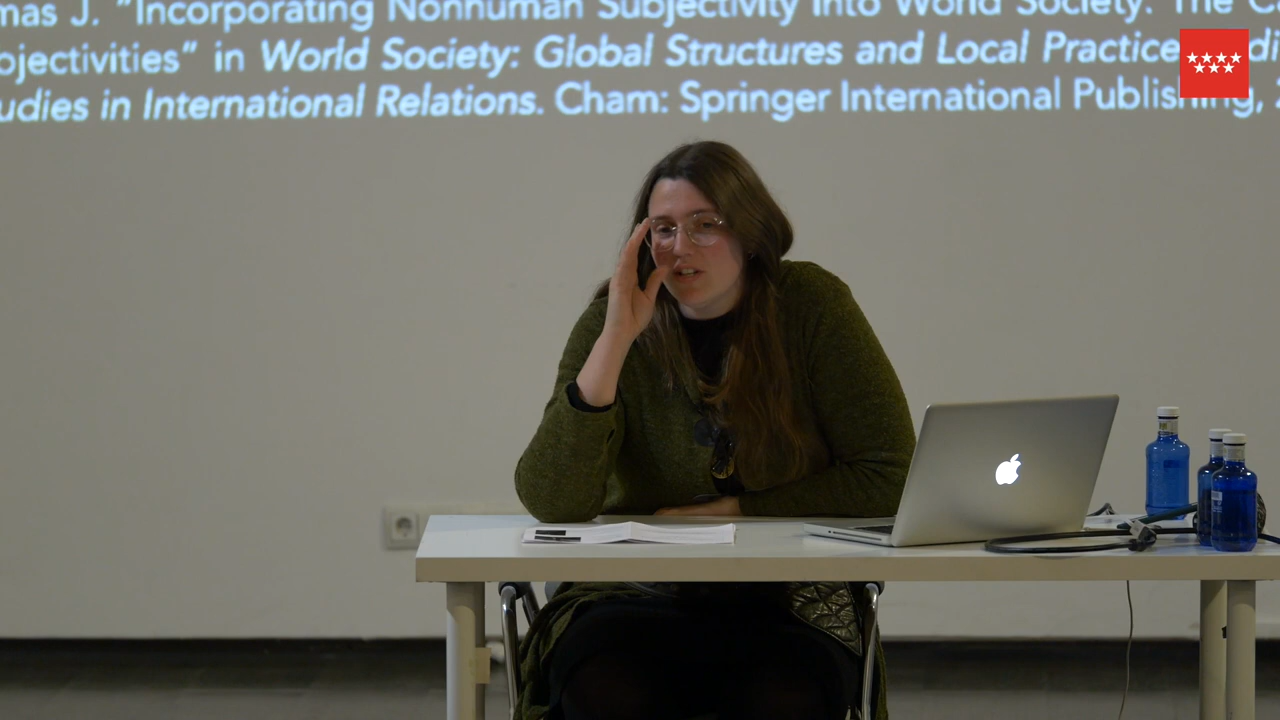 mas J. "Incorporating Nonhuman Subjectivity into World Society: The
ojectivities" in World Society: Global Structures and Local Practice
udies in International Relations. Cham: Springer International Publishing,